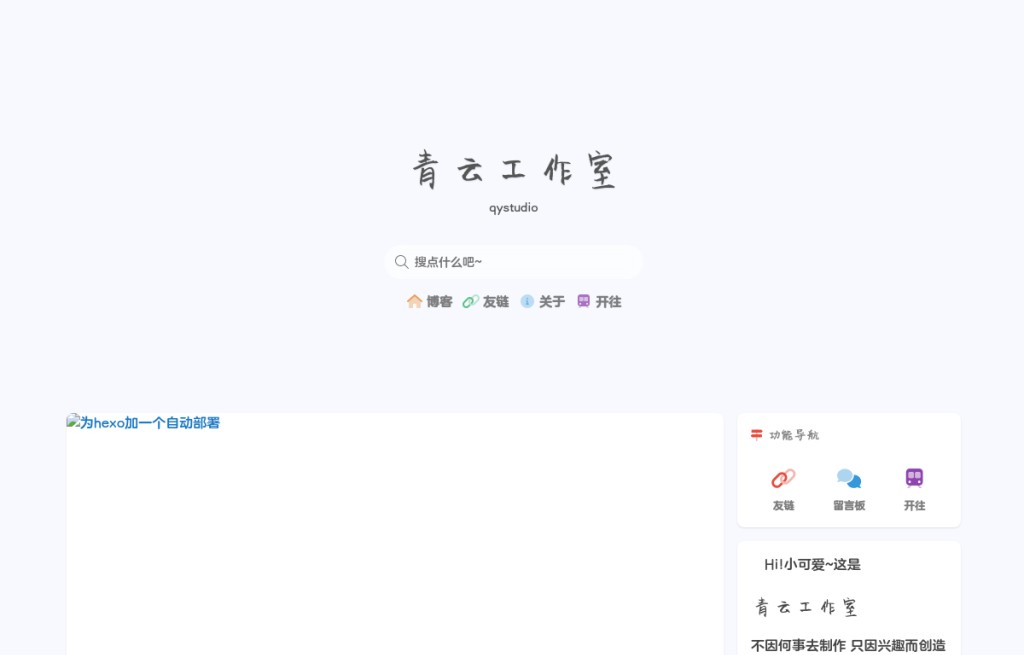 青云工作室
qystudio
搜点什么吧~
博客 友链 关于 开往
为hexo加一个自动部署
功能导航
友链 留言板 开往
Hi!小可爱~这是
青云工作室
不因何事去制作 只因兴趣而创造